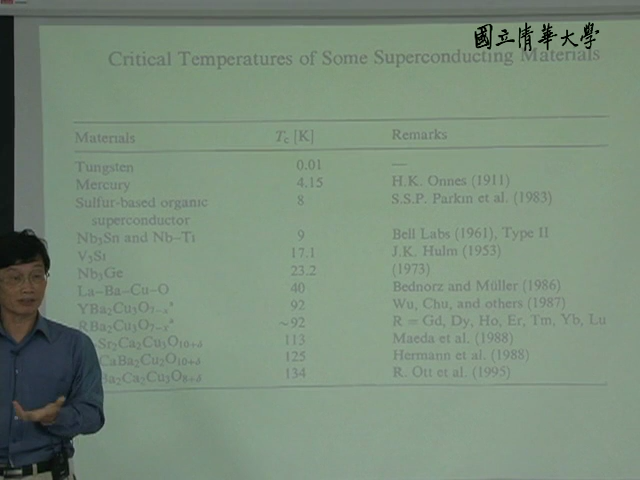 國立清華大學
Critical Temperatures of Some Superconducting Materials
Materials Tc [K] Remarks
Tungsten 0.01 —
Mercury 4.15 H.K. Onnes (1911)
Sulfur-based organic superconductor 8 S.S.P. Parkin et al. (1983)
Nb3Sn and Nb–Ti 9 Bell Labs (1961), Type II
V3Si 17.1 J.K. Hulm (1953)
Nb3Ge 23.2 (1973)
La–Ba–Cu–O 40 Bednorz and Müller (1986)
YBa2Cu3O7−x* 92 Wu, Chu, and others (1987)
RBa2Cu3O7−x* ~92 R = Gd, Dy, Ho, Er, Tm, Yb, Lu
Sr2Ca2Cu3O10+δ 113 Maeda et al. (1988)
CaBa2Cu2O10+δ 125 Hermann et al. (1988)
Ba2Ca2Cu3O8+δ 134 R. Ott et al. (1995)